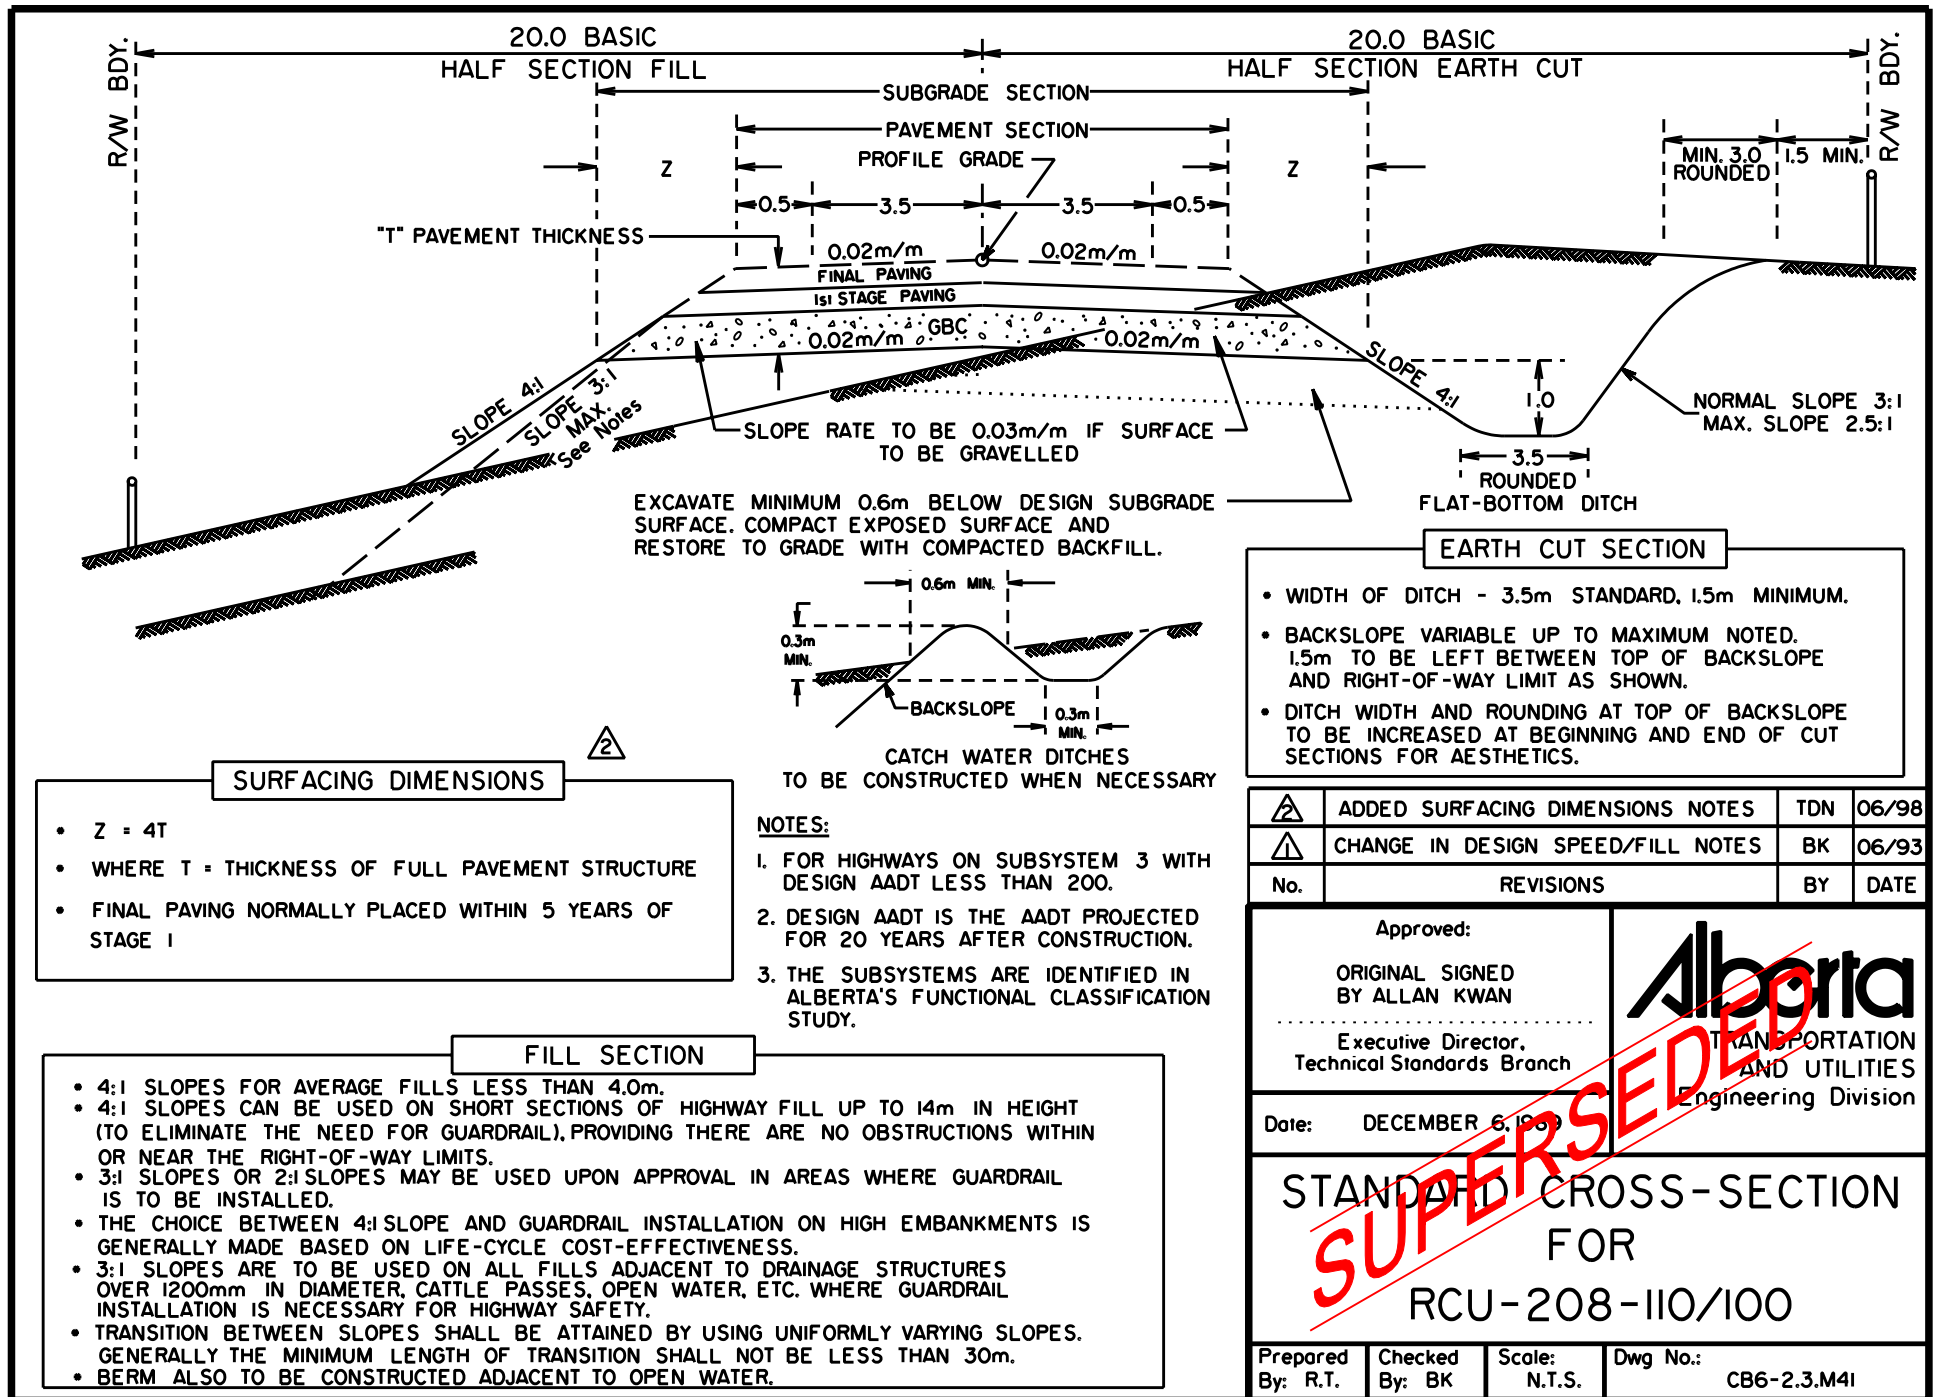 20.0 BASIC
HALF SECTION FILL
20.0 BASIC
HALF SECTION EARTH CUT
R/W BDY.
R/W BDY.
SUBGRADE SECTION
PAVEMENT SECTION
PROFILE GRADE
Z
Z
MIN. 3.0
ROUNDED
1.5 MIN.
0.5
3.5
3.5
0.5
"T" PAVEMENT THICKNESS
0.02m/m
0.02m/m
FINAL PAVING
1st STAGE PAVING
GBC
0.02m/m
0.02m/m
SLOPE 4:1
SLOPE 3:1
MAX.
See Notes
SLOPE 4:1
1.0
NORMAL SLOPE 3:1
MAX. SLOPE 2.5:1
SLOPE RATE TO BE 0.03m/m IF SURFACE
TO BE GRAVELLED
3.5
ROUNDED
FLAT-BOTTOM DITCH
EXCAVATE MINIMUM 0.6m BELOW DESIGN SUBGRADE
SURFACE. COMPACT EXPOSED SURFACE AND
RESTORE TO GRADE WITH COMPACTED BACKFILL.
0.6m MIN.
0.3m
MIN.
BACKSLOPE
0.3m
MIN.
CATCH WATER DITCHES
TO BE CONSTRUCTED WHEN NECESSARY
EARTH CUT SECTION
• WIDTH OF DITCH - 3.5m STANDARD, 1.5m MINIMUM.
• BACKSLOPE VARIABLE UP TO MAXIMUM NOTED.
1.5m TO BE LEFT BETWEEN TOP OF BACKSLOPE
AND RIGHT-OF-WAY LIMIT AS SHOWN.
• DITCH WIDTH AND ROUNDING AT TOP OF BACKSLOPE
TO BE INCREASED AT BEGINNING AND END OF CUT
SECTIONS FOR AESTHETICS.
2
SURFACING DIMENSIONS
• Z = 4T
• WHERE T = THICKNESS OF FULL PAVEMENT STRUCTURE
• FINAL PAVING NORMALLY PLACED WITHIN 5 YEARS OF
STAGE 1
NOTES:
1. FOR HIGHWAYS ON SUBSYSTEM 3 WITH
DESIGN AADT LESS THAN 200.
2. DESIGN AADT IS THE AADT PROJECTED
FOR 20 YEARS AFTER CONSTRUCTION.
3. THE SUBSYSTEMS ARE IDENTIFIED IN
ALBERTA'S FUNCTIONAL CLASSIFICATION
STUDY.
FILL SECTION
• 4:1 SLOPES FOR AVERAGE FILLS LESS THAN 4.0m.
• 4:1 SLOPES CAN BE USED ON SHORT SECTIONS OF HIGHWAY FILL UP TO 14m IN HEIGHT
(TO ELIMINATE THE NEED FOR GUARDRAIL), PROVIDING THERE ARE NO OBSTRUCTIONS WITHIN
OR NEAR THE RIGHT-OF-WAY LIMITS.
• 3:1 SLOPES OR 2:1 SLOPES MAY BE USED UPON APPROVAL IN AREAS WHERE GUARDRAIL
IS TO BE INSTALLED.
• THE CHOICE BETWEEN 4:1 SLOPE AND GUARDRAIL INSTALLATION ON HIGH EMBANKMENTS IS
GENERALLY MADE BASED ON LIFE-CYCLE COST-EFFECTIVENESS.
• 3:1 SLOPES ARE TO BE USED ON ALL FILLS ADJACENT TO DRAINAGE STRUCTURES
OVER 1200mm IN DIAMETER, CATTLE PASSES, OPEN WATER, ETC. WHERE GUARDRAIL
INSTALLATION IS NECESSARY FOR HIGHWAY SAFETY.
• TRANSITION BETWEEN SLOPES SHALL BE ATTAINED BY USING UNIFORMLY VARYING SLOPES.
GENERALLY THE MINIMUM LENGTH OF TRANSITION SHALL NOT BE LESS THAN 30m.
• BERM ALSO TO BE CONSTRUCTED ADJACENT TO OPEN WATER.
2 ADDED SURFACING DIMENSIONS NOTES TDN 06/98
1 CHANGE IN DESIGN SPEED/FILL NOTES BK 06/93
No. REVISIONS BY DATE
Approved:
ORIGINAL SIGNED
BY ALLAN KWAN
Executive Director,
Technical Standards Branch
Date: DECEMBER 6, 1989
Alberta
TRANSPORTATION
AND UTILITIES
Engineering Division
SUPERSEDED
STANDARD CROSS-SECTION
FOR
RCU-208-110/100
Prepared
By: R.T.
Checked
By: BK
Scale:
N.T.S.
Dwg No.:
CB6-2.3.M41